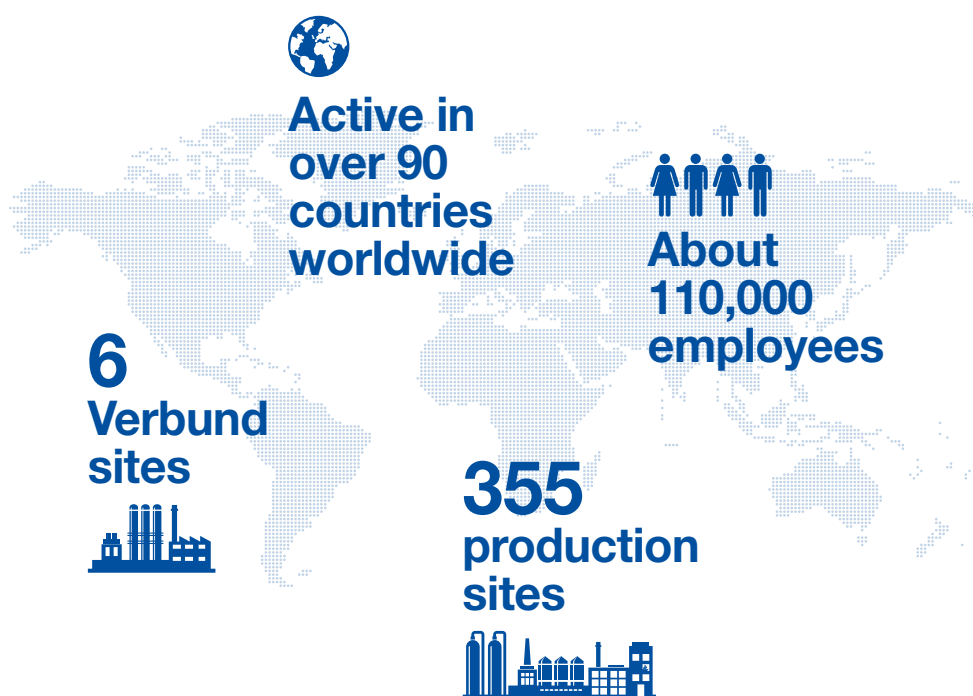 Active in
over 90
countries
worldwide
About
110,000
employees
6
Verbund
sites
355
production
sites